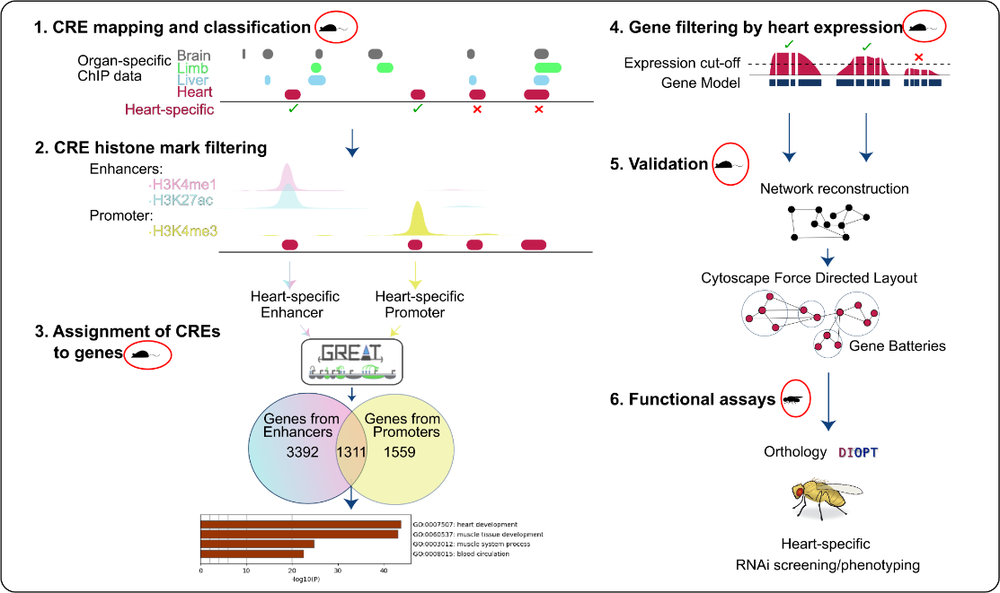 1. CRE mapping and classification
Organ-specific
ChIP data
Brain
Limb
Liver
Heart
Heart-specific
2. CRE histone mark filtering
Enhancers:
·H3K4me1
·H3K27ac
Promoter:
·H3K4me3
Heart-specific
Enhancer
Heart-specific
Promoter
3. Assignment of CREs
to genes
GREAT
Genes from
Enhancers
3392
1311
Genes from
Promoters
1559
GO:0007507: heart development
GO:0060537: muscle tissue development
GO:0003012: muscle system process
GO:0008015: blood circulation
0 10 20 30 40
-log10(P)
4. Gene filtering by heart expression
Expression cut-off
Gene Model
5. Validation
Network reconstruction
Cytoscape Force Directed Layout
Gene Batteries
6. Functional assays
Orthology DIOPT
Heart-specific
RNAi screening/phenotyping